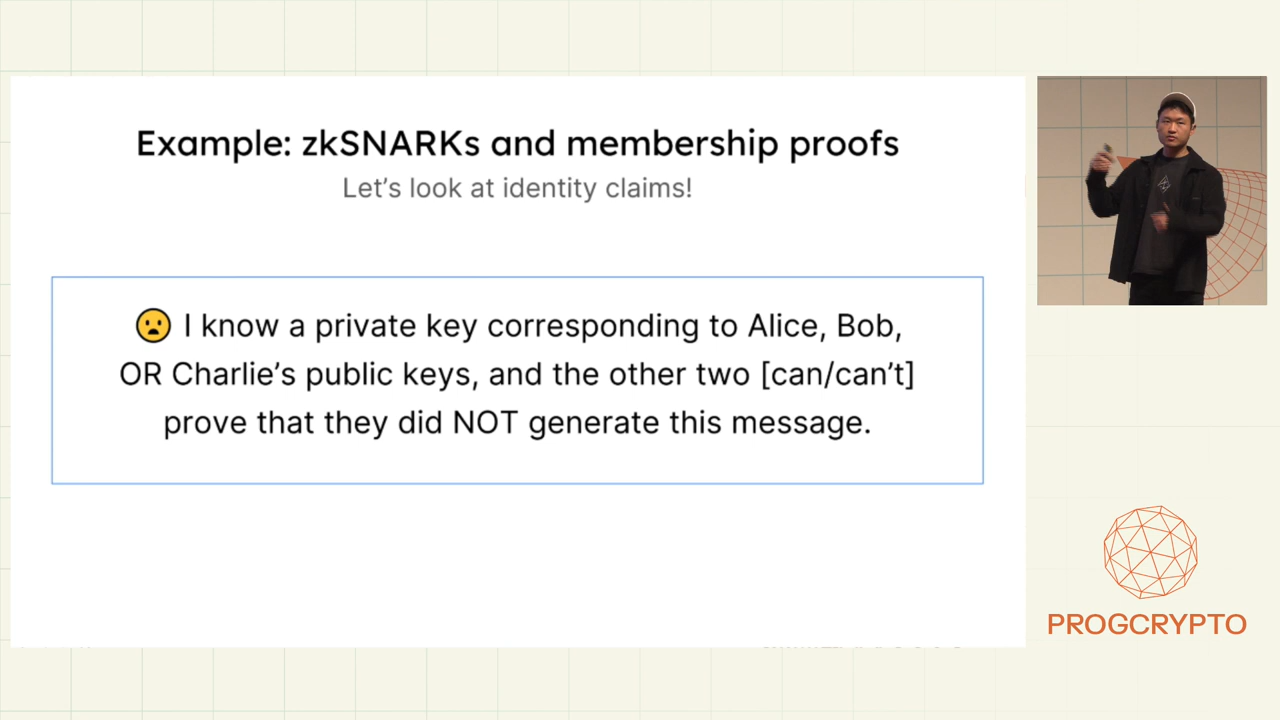 Example: zkSNARKs and membership proofs
Let's look at identity claims!
😦 I know a private key corresponding to Alice, Bob,
OR Charlie's public keys, and the other two [can/can't]
prove that they did NOT generate this message.
PROGCRYPTO